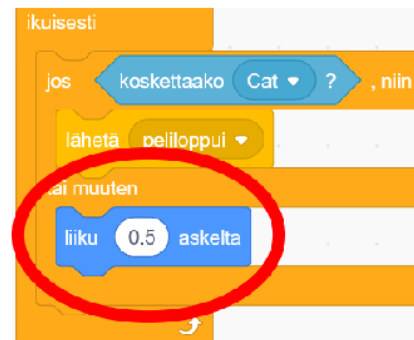 ikuisesti
jos koskettaako Cat ? , niin
lähetä peliloppui
tai muuten
liiku 0.5 askelta